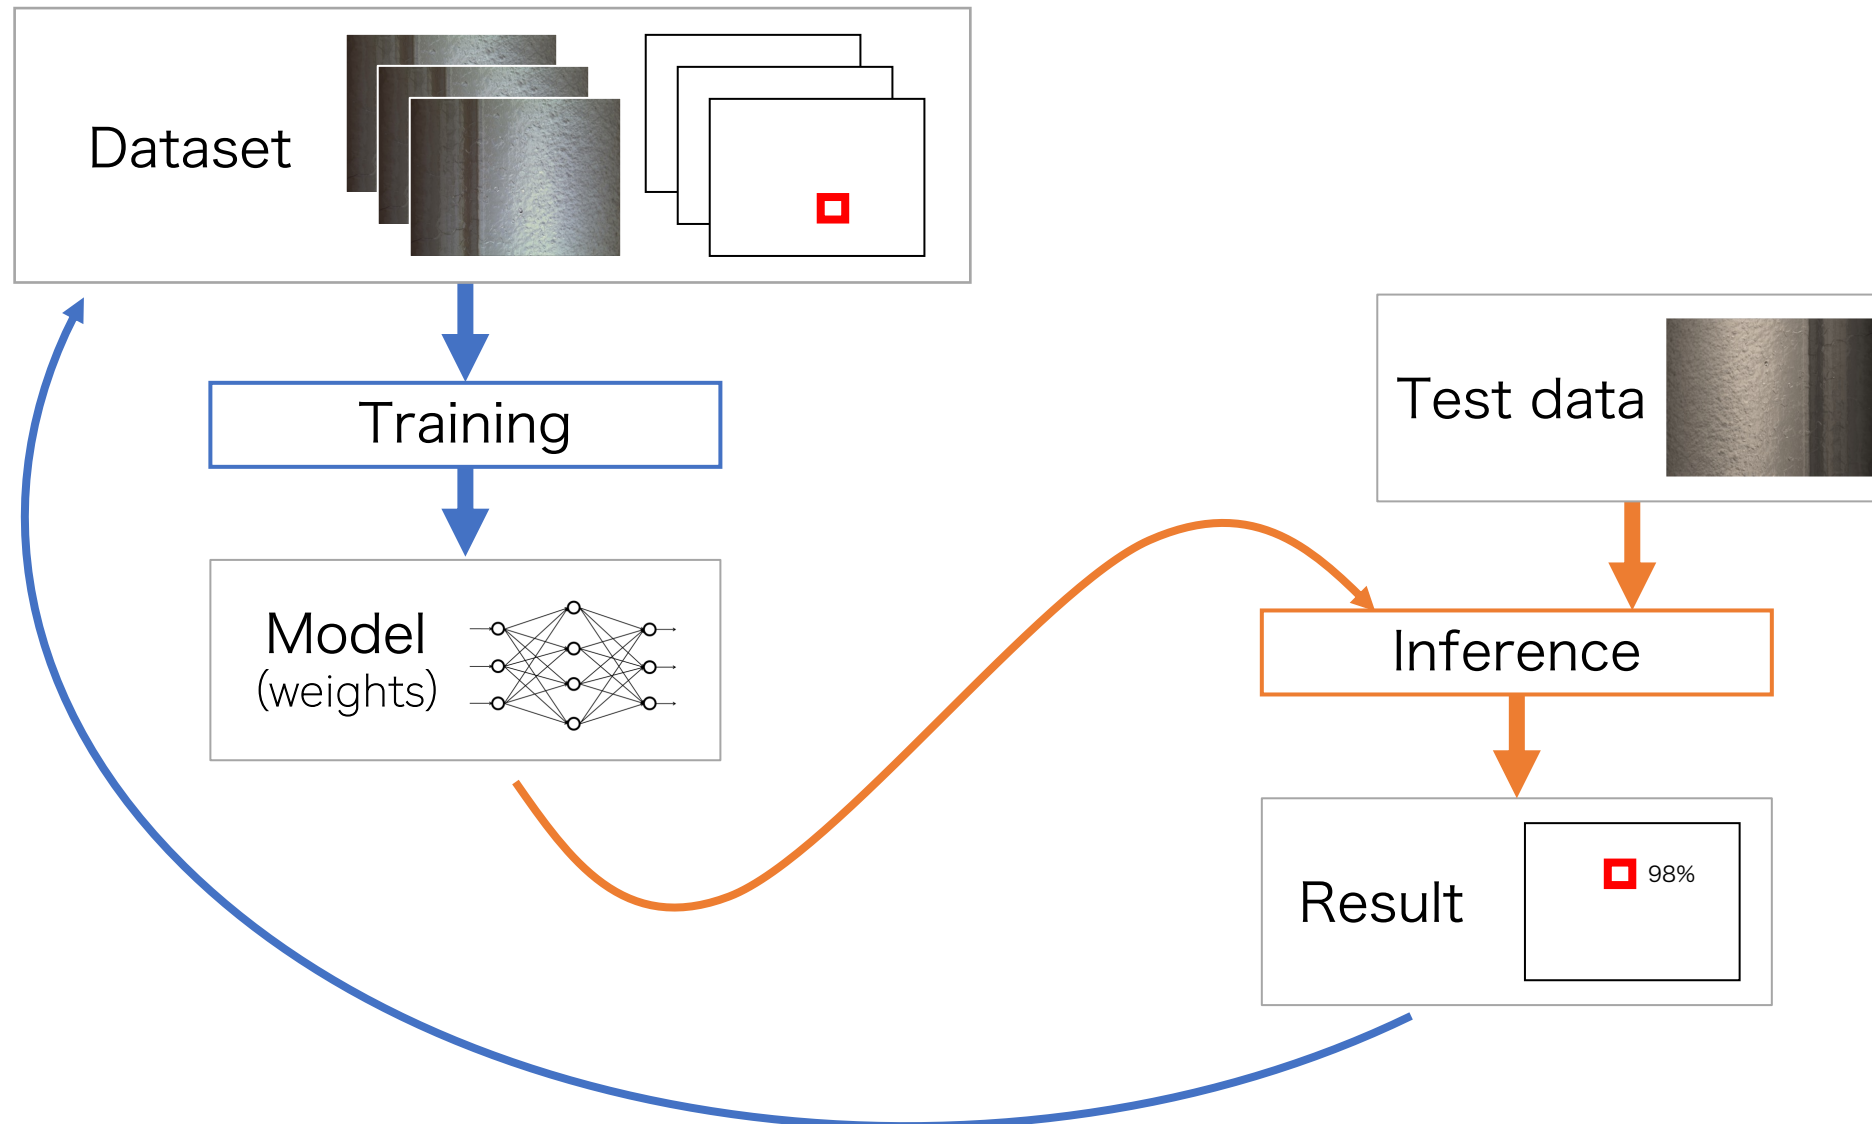 Dataset
Training
Model
(weights)
Test data
Inference
Result
98%